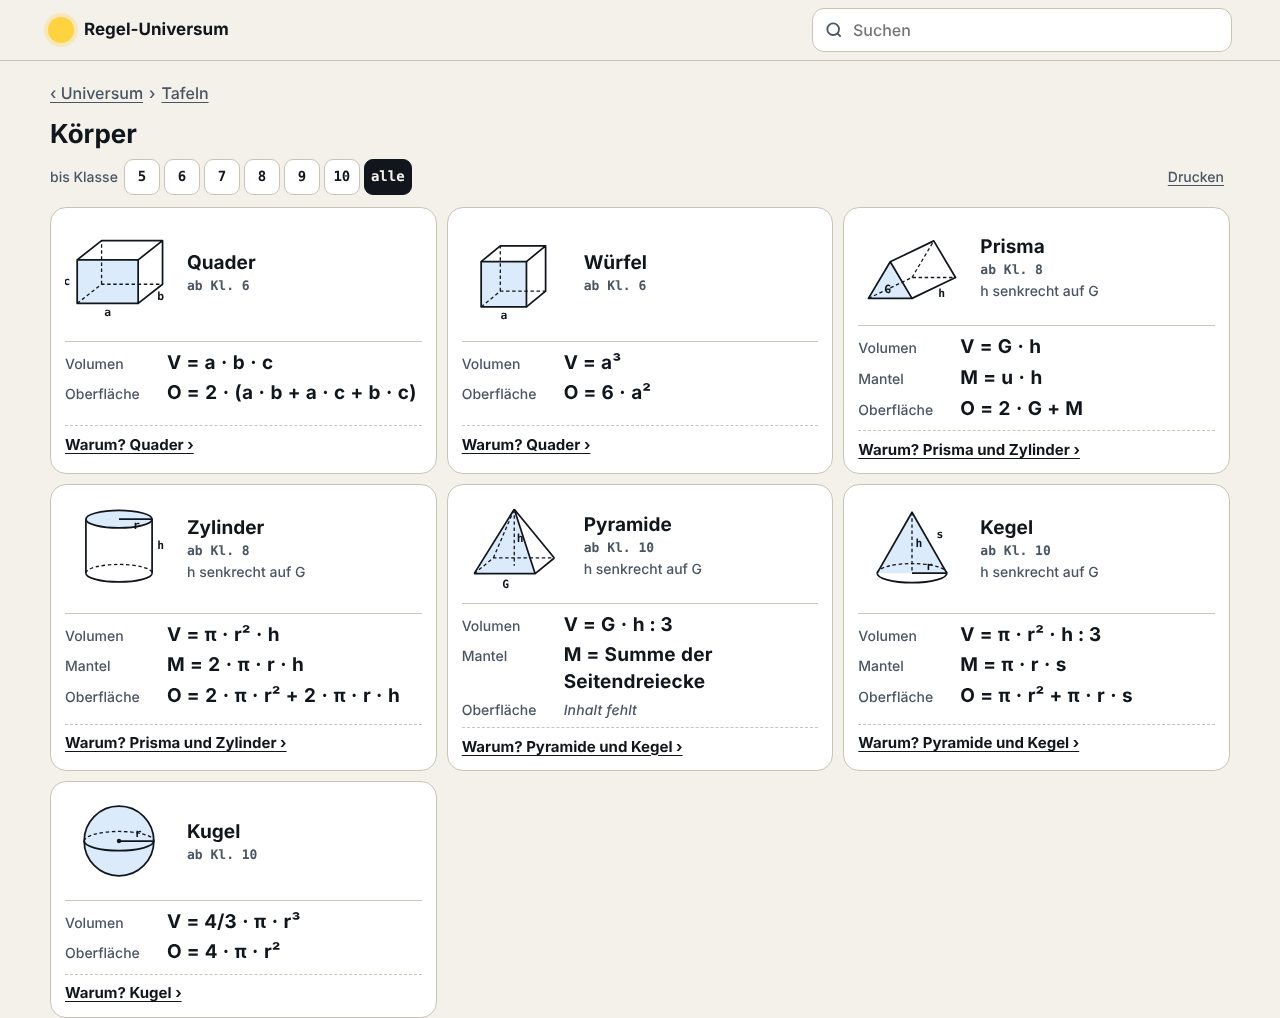 Regel-Universum
Suchen
‹ Universum › Tafeln
Körper
bis Klasse 5 6 7 8 9 10 alle
Drucken
c
b
a
Quader
ab Kl. 6
Volumen V = a · b · c
Oberfläche O = 2 · (a · b + a · c + b · c)
Warum? Quader ›
a
Würfel
ab Kl. 6
Volumen V = a³
Oberfläche O = 6 · a²
Warum? Quader ›
G
h
Prisma
ab Kl. 8
h senkrecht auf G
Volumen V = G · h
Mantel M = u · h
Oberfläche O = 2 · G + M
Warum? Prisma und Zylinder ›
r
h
Zylinder
ab Kl. 8
h senkrecht auf G
Volumen V = π · r² · h
Mantel M = 2 · π · r · h
Oberfläche O = 2 · π · r² + 2 · π · r · h
Warum? Prisma und Zylinder ›
h
G
Pyramide
ab Kl. 10
h senkrecht auf G
Volumen V = G · h : 3
Mantel M = Summe der
Seitendreiecke
Oberfläche Inhalt fehlt
Warum? Pyramide und Kegel ›
s
h
r
Kegel
ab Kl. 10
h senkrecht auf G
Volumen V = π · r² · h : 3
Mantel M = π · r · s
Oberfläche O = π · r² + π · r · s
Warum? Pyramide und Kegel ›
r
Kugel
ab Kl. 10
Volumen V = 4/3 · π · r³
Oberfläche O = 4 · π · r²
Warum? Kugel ›